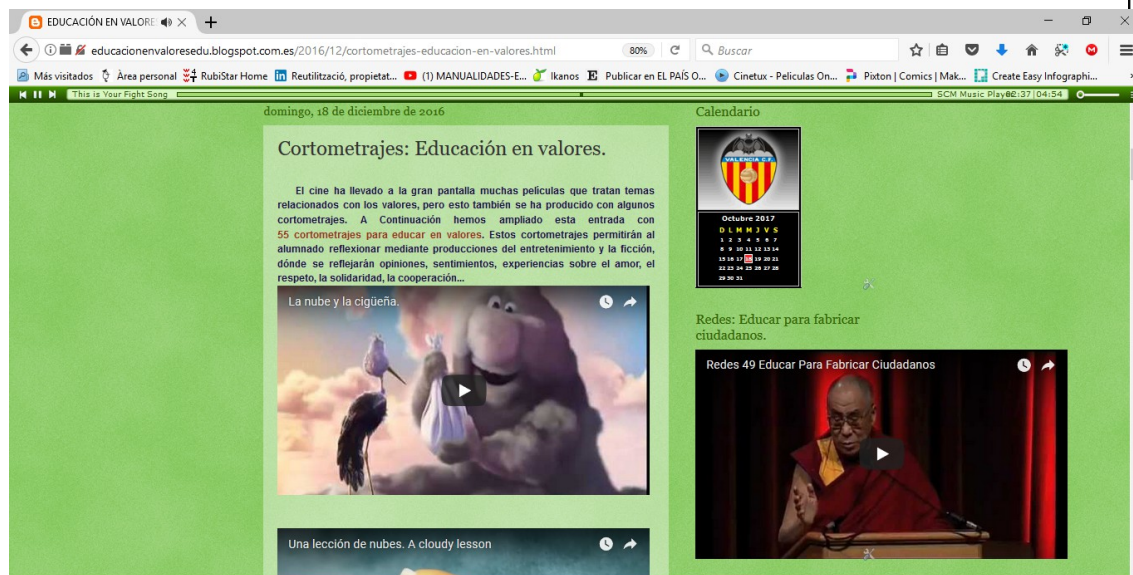 EDUCACIÓN EN VALORE
educacionenvaloresedu.blogspot.com.es/2016/12/cortometrajes-educacion-en-valores.html
80%
Buscar
Más visitados
Àrea personal
RubiStar Home
Reutilització, propietat...
(1) MANUALIDADES-E...
Ikanos
Publicar en EL PAÍS O...
Cinetux - Peliculas On...
Pixton | Comics | Mak...
Create Easy Infographi...
This is Your Fight Song
SCM Music Player
02:37|04:54
domingo, 18 de diciembre de 2016
Cortometrajes: Educación en valores.
El cine ha llevado a la gran pantalla muchas películas que tratan temas
relacionados con los valores, pero esto también se ha producido con algunos
cortometrajes. A Continuación hemos ampliado esta entrada con
55 cortometrajes para educar en valores. Estos cortometrajes permitirán al
alumnado reflexionar mediante producciones del entretenimiento y la ficción,
dónde se reflejarán opiniones, sentimientos, experiencias sobre el amor, el
respeto, la solidaridad, la cooperación...
La nube y la cigüeña.
Una lección de nubes. A cloudy lesson
Calendario
VALENCIA C.F.
Octubre 2017
D L M M J V S
1 2 3 4 5 6 7
8 9 10 11 12 13 14
15 16 17 18 19 20 21
22 23 24 25 26 27 28
29 30 31
Redes: Educar para fabricar
ciudadanos.
Redes 49 Educar Para Fabricar Ciudadanos